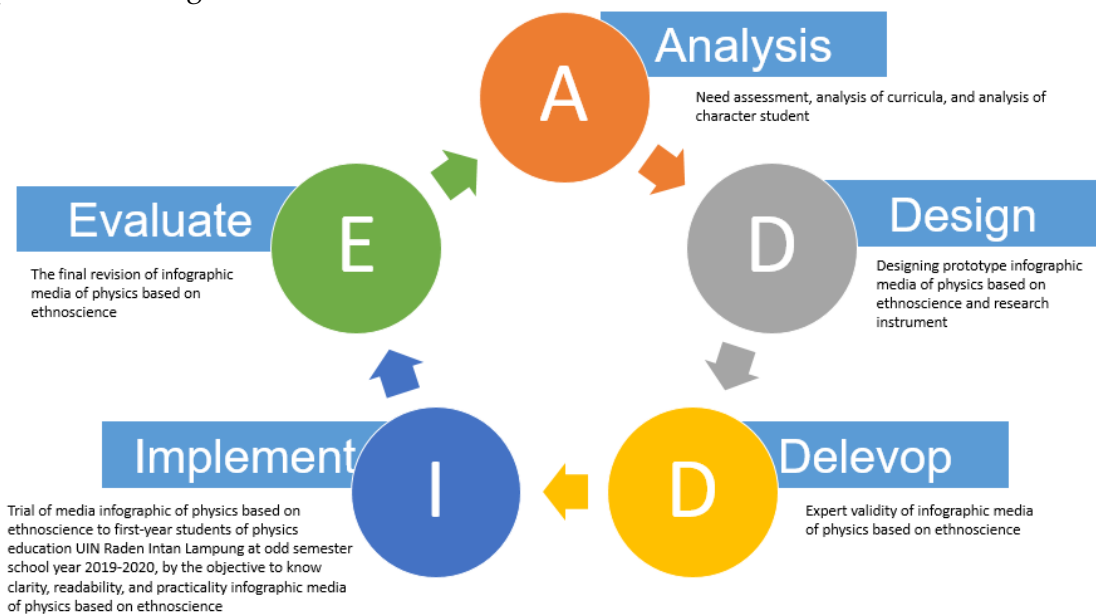 A
Analysis
Need assessment, analysis of curricula, and analysis of
character student
D
Design
Designing prototype infographic
media of physics based on
ethnoscience and research
instrument
D
Delevop
Expert validity of infographic media
of physics based on ethnoscience
I
Implement
Trial of media infographic of physics based on
ethnoscience to first-year students of physics
education UIN Raden Intan Lampung at odd semester
school year 2019-2020, by the objective to know
clarity, readability, and practicality infographic media
of physics based on ethnoscience
E
Evaluate
The final revision of infographic
media of physics based on
ethnoscience